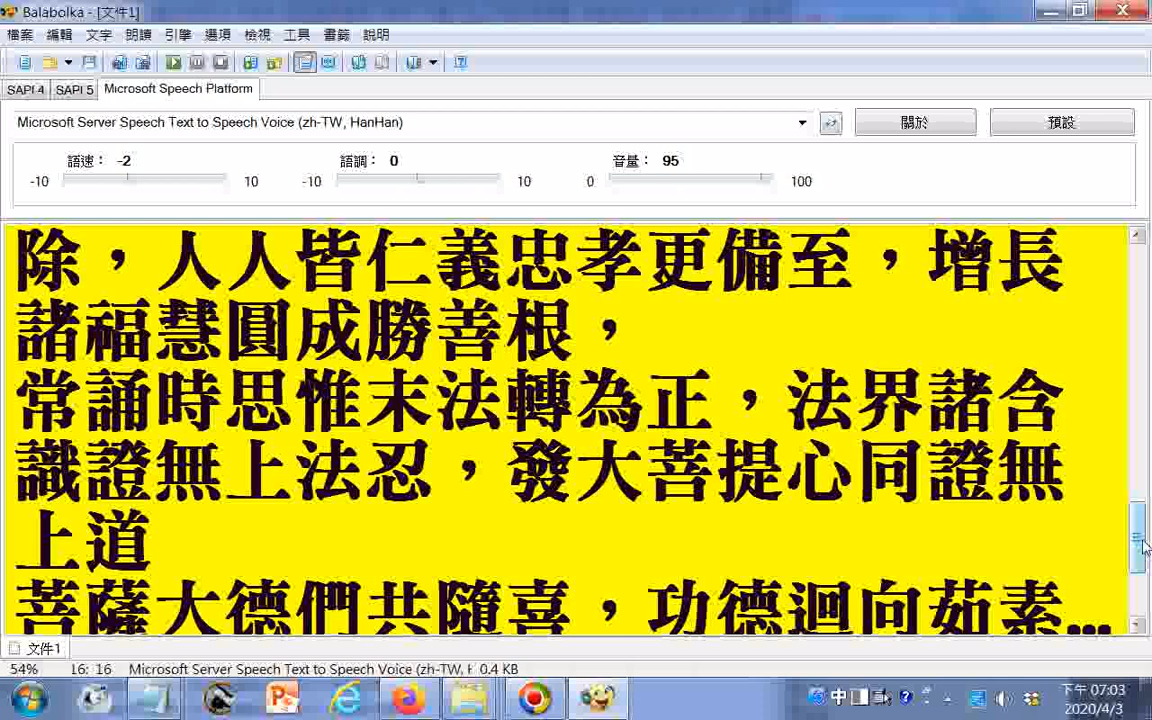 Balabolka - [文件1]
檔案 編輯 文字 朗讀 引擎 選項 檢視 工具 書籤 說明
SAPI 4 SAPI 5 Microsoft Speech Platform
Microsoft Server Speech Text to Speech Voice (zh-TW, HanHan) 關於 預設
語速： -2 語調： 0 音量： 95
-10 10 -10 10 0 100
除，人人皆仁義忠孝更備至，增長
諸福慧圓成勝善根，
常誦時思惟末法轉為正，法界諸含
識證無上法忍，發大菩提心同證無
上道
菩薩大德們共隨喜，功德迴向茹素...
文件1
54% 16: 16 Microsoft Server Speech Text to Speech Voice (zh-TW, H 0.4 KB
中 下午 07:03
2020/4/3